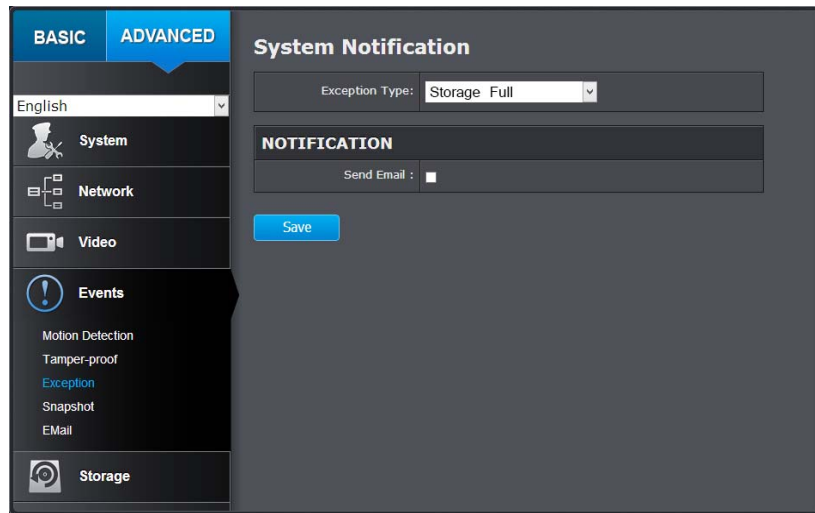 BASIC
ADVANCED
English
System
Network
Video
Events
Motion Detection
Tamper-proof
Exception
Snapshot
EMail
Storage
System Notification
Exception Type:
Storage Full
NOTIFICATION
Send Email :
Save